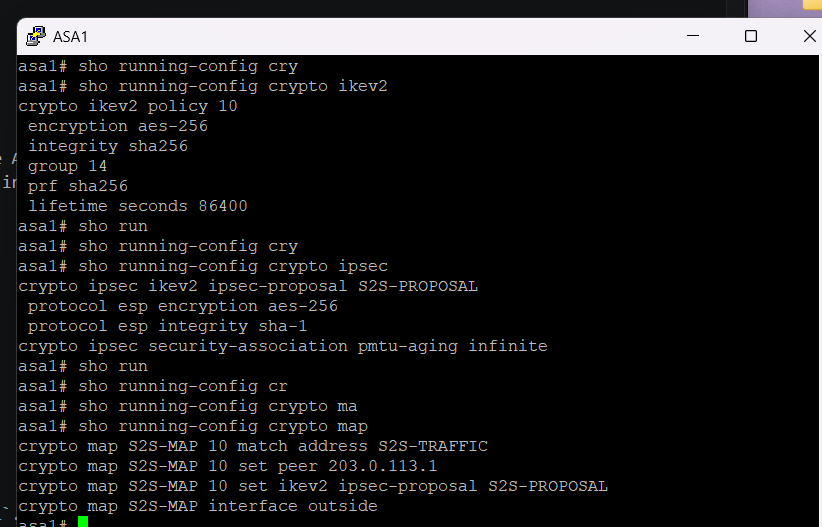 ASA1
asa1# sho running-config cry
asa1# sho running-config crypto ikev2
crypto ikev2 policy 10
 encryption aes-256
 integrity sha256
 group 14
 prf sha256
 lifetime seconds 86400
asa1# sho run
asa1# sho running-config cry
asa1# sho running-config crypto ipsec
crypto ipsec ikev2 ipsec-proposal S2S-PROPOSAL
 protocol esp encryption aes-256
 protocol esp integrity sha-1
crypto ipsec security-association pmtu-aging infinite
asa1# sho run
asa1# sho running-config cr
asa1# sho running-config crypto ma
asa1# sho running-config crypto map
crypto map S2S-MAP 10 match address S2S-TRAFFIC
crypto map S2S-MAP 10 set peer 203.0.113.1
crypto map S2S-MAP 10 set ikev2 ipsec-proposal S2S-PROPOSAL
crypto map S2S-MAP interface outside
asa1#